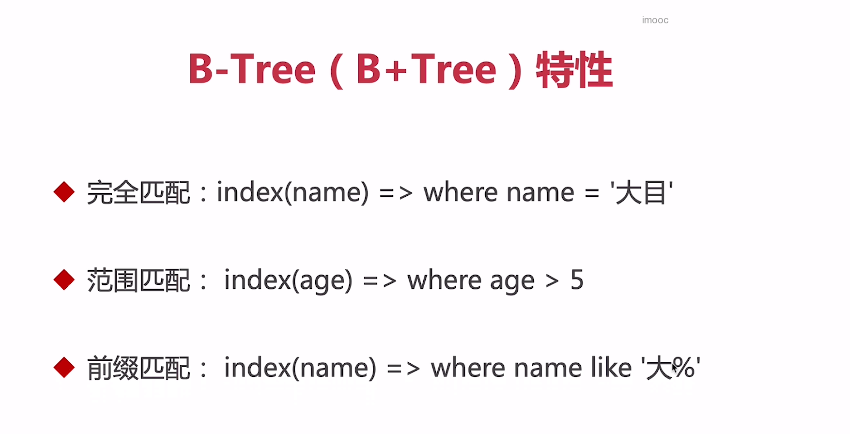 imooc
B-Tree（B+Tree）特性
完全匹配：index(name) => where name = '大目'
范围匹配： index(age) => where age > 5
前缀匹配： index(name) => where name like '大%'